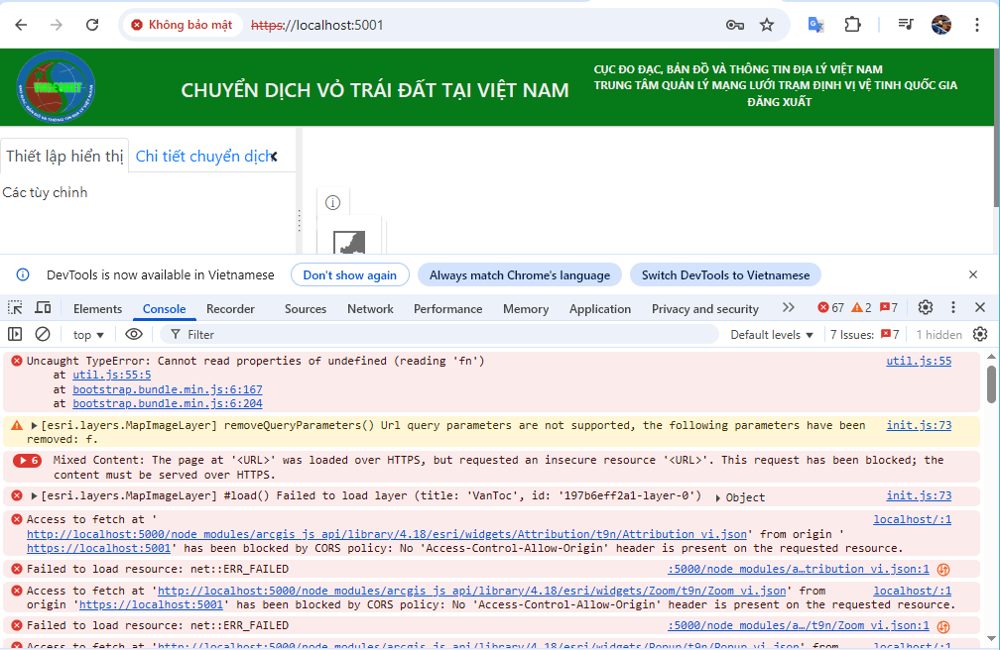 Không bảo mật https://localhost:5001
CHUYỂN DỊCH VỎ TRÁI ĐẤT TẠI VIỆT NAM
CỤC ĐO ĐẠC, BẢN ĐỒ VÀ THÔNG TIN ĐỊA LÝ VIỆT NAM
TRUNG TÂM QUẢN LÝ MẠNG LƯỚI TRẠM ĐỊNH VỊ VỆ TINH QUỐC GIA
ĐĂNG XUẤT
Thiết lập hiển thị Chi tiết chuyển dịch
Các tùy chỉnh
DevTools is now available in Vietnamese Don't show again Always match Chrome's language Switch DevTools to Vietnamese
Elements Console Recorder Sources Network Performance Memory Application Privacy and security 67 2 7
top Filter Default levels 7 Issues: 7 1 hidden
Uncaught TypeError: Cannot read properties of undefined (reading 'fn') util.js:55
at util.js:55:5
at bootstrap.bundle.min.js:6:167
at bootstrap.bundle.min.js:6:204
[esri.layers.MapImageLayer] removeQueryParameters() Url query parameters are not supported, the following parameters have been init.js:73
removed: f.
6 Mixed Content: The page at '<URL>' was loaded over HTTPS, but requested an insecure resource '<URL>'. This request has been blocked; the
content must be served over HTTPS.
[esri.layers.MapImageLayer] #load() Failed to load layer (title: 'VanToc', id: '197b6eff2a1-layer-0') Object init.js:73
Access to fetch at ' localhost/:1
http://localhost:5000/node_modules/arcgis_js_api/library/4.18/esri/widgets/Attribution/t9n/Attribution_vi.json' from origin '
https://localhost:5001' has been blocked by CORS policy: No 'Access-Control-Allow-Origin' header is present on the requested resource.
Failed to load resource: net::ERR_FAILED :5000/node_modules/a…tribution_vi.json:1
Access to fetch at 'http://localhost:5000/node_modules/arcgis_js_api/library/4.18/esri/widgets/Zoom/t9n/Zoom_vi.json' from localhost/:1
origin 'https://localhost:5001' has been blocked by CORS policy: No 'Access-Control-Allow-Origin' header is present on the requested resource.
Failed to load resource: net::ERR_FAILED :5000/node_modules/a…/t9n/Zoom_vi.json:1
Access to fetch at 'http://localhost:5000/node_modules/arcgis_js_api/library/4.18/esri/widgets/Popup/t9n/Popup_vi.json' from localhost/:1